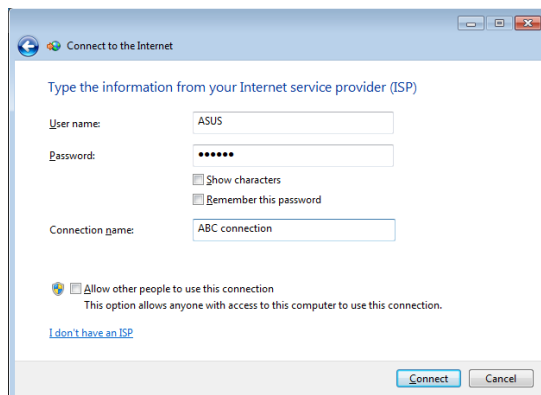 Connect to the Internet
Type the information from your Internet service provider (ISP)
User name:
ASUS
Password:
••••••
Show characters
Remember this password
Connection name:
ABC connection
Allow other people to use this connection
This option allows anyone with access to this computer to use this connection.
I don't have an ISP
Connect
Cancel